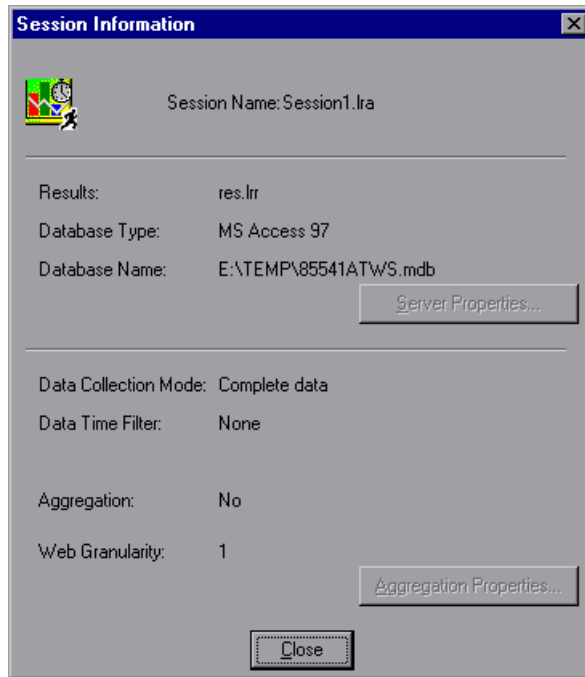 Session Information
Session Name: Session1.lra
Results: res.lrr
Database Type: MS Access 97
Database Name: E:\TEMP\85541ATWS.mdb
Server Properties...
Data Collection Mode: Complete data
Data Time Filter: None
Aggregation: No
Web Granularity: 1
Aggregation Properties...
Close